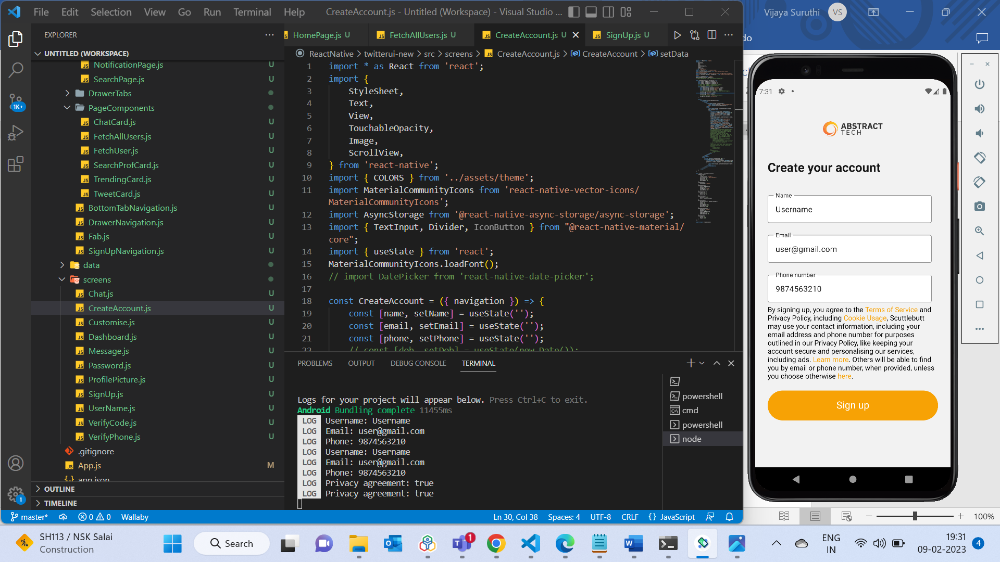 File Edit Selection View Go Run Terminal Help
CreateAccount.js - Untitled (Workspace) - Visual Studio ...
Vijaya Suruthi VS
EXPLORER
UNTITLED (WORKSPACE)
NotificationPage.js U
SearchPage.js U
DrawerTabs
PageComponents
ChatCard.js U
FetchAllUsers.js U
FetchUser.js U
SearchProfCard.js U
TrendingCard.js U
TweetCard.js U
BottomTabNavigation.js U
DrawerNavigation.js U
Fab.js U
SignUpNavigation.js U
data
screens
Chat.js U
CreateAccount.js U
Customise.js U
Dashboard.js U
Message.js U
Password.js U
ProfilePicture.js U
SignUp.js U
UserName.js U
VerifyCode.js U
VerifyPhone.js U
.gitignore
App.js M
app.json
OUTLINE
TIMELINE
1K+
1
HomePage.js U FetchAllUsers.js U CreateAccount.js U SignUp.js U
ReactNative > twitterui-new > src > screens > CreateAccount.js > CreateAccount > setData
1 import * as React from 'react';
2 import {
3 StyleSheet,
4 Text,
5 View,
6 TouchableOpacity,
7 Image,
8 ScrollView,
9 } from 'react-native';
10 import { COLORS } from '../assets/theme';
11 import MaterialCommunityIcons from 'react-native-vector-icons/
MaterialCommunityIcons';
12 import AsyncStorage from '@react-native-async-storage/async-storage';
13 import { TextInput, Divider, IconButton } from "@react-native-material/
core";
14 import { useState } from 'react';
15 MaterialCommunityIcons.loadFont();
16 // import DatePicker from 'react-native-date-picker';
17
18 const CreateAccount = ({ navigation }) => {
19 const [name, setName] = useState('');
20 const [email, setEmail] = useState('');
21 const [phone, setPhone] = useState('');
22 // const [dob, setDob] = useState(new Date());
PROBLEMS OUTPUT DEBUG CONSOLE TERMINAL
Logs for your project will appear below. Press Ctrl+C to exit.
Android Bundling complete 11455ms
LOG Username: Username
LOG Email: user@gmail.com
LOG Phone: 9874563210
LOG Username: Username
LOG Email: user@gmail.com
LOG Phone: 9874563210
LOG Privacy agreement: true
LOG Privacy agreement: true
powershell
cmd
powershell
node
master* 0 0 Wallaby
Ln 30, Col 38 Spaces: 4 UTF-8 CRLF {} JavaScript
do
7:31
ABSTRACT
TECH
Create your account
Name
Username
Email
user@gmail.com
Phone number
9874563210
By signing up, you agree to the Terms of Service and
Privacy Policy, including Cookie Usage, Scuttlebutt
may use your contact information, including your
email address and phone number for purposes
outlined in our Privacy Policy, like keeping your
account secure and personalising our services,
including ads. Learn more. Others will be able to find
you by email or phone number, when provided, unless
you choose otherwise here.
Sign up
100%
SH113 / NSK Salai
Construction
Search
1
ENG
IN
19:31
09-02-2023
4